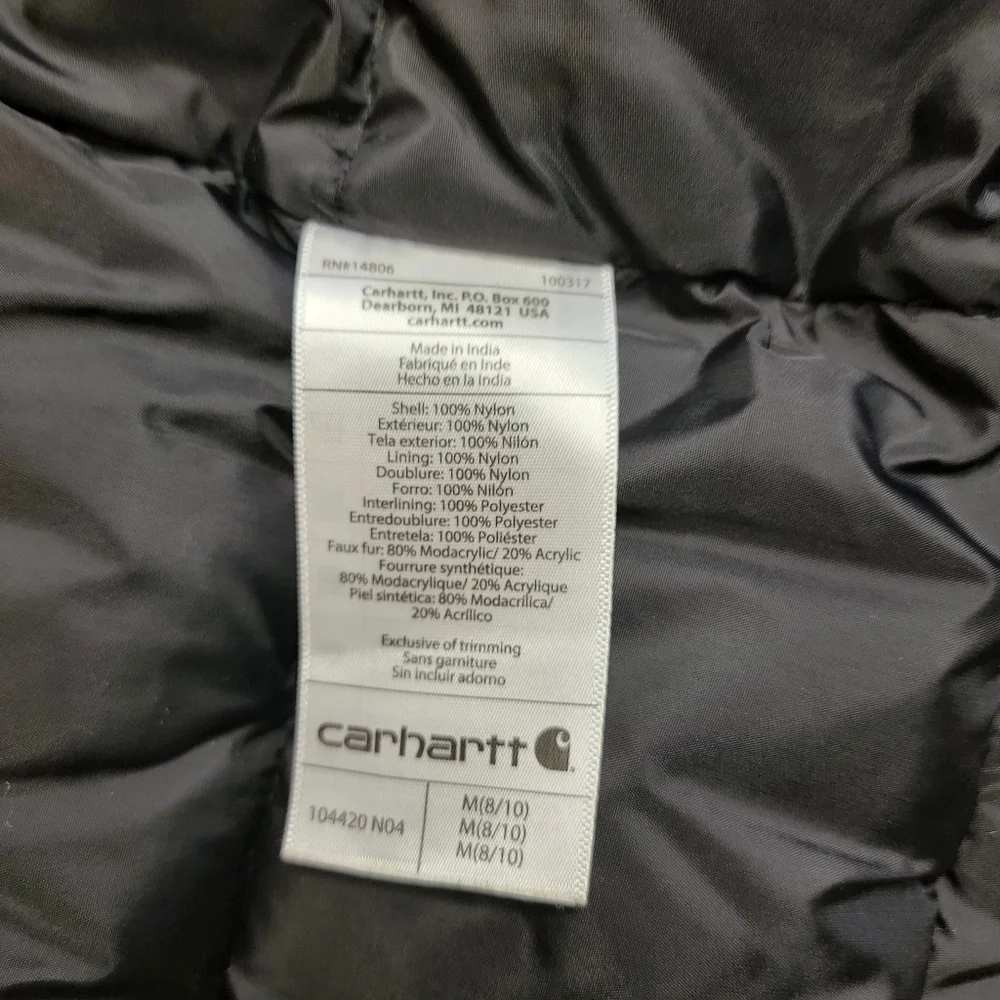 RN#14806
100317
Carhartt, Inc. P.O. Box 600
Dearborn, MI 48121 USA
carhartt.com
Made in India
Fabriqué en Inde
Hecho en la India
Shell: 100% Nylon
Extérieur: 100% Nylon
Tela exterior: 100% Nilón
Lining: 100% Nylon
Doublure: 100% Nylon
Forro: 100% Nilón
Interlining: 100% Polyester
Entredoublure: 100% Polyester
Entretela: 100% Poliéster
Faux fur: 80% Modacrylic/ 20% Acrylic
Fourrure synthétique:
80% Modacrylique/ 20% Acrylique
Piel sintética: 80% Modacrílica/
20% Acrílico
Exclusive of trimming
Sans garniture
Sin incluir adorno
carhartt
104420 N04
M(8/10)
M(8/10)
M(8/10)